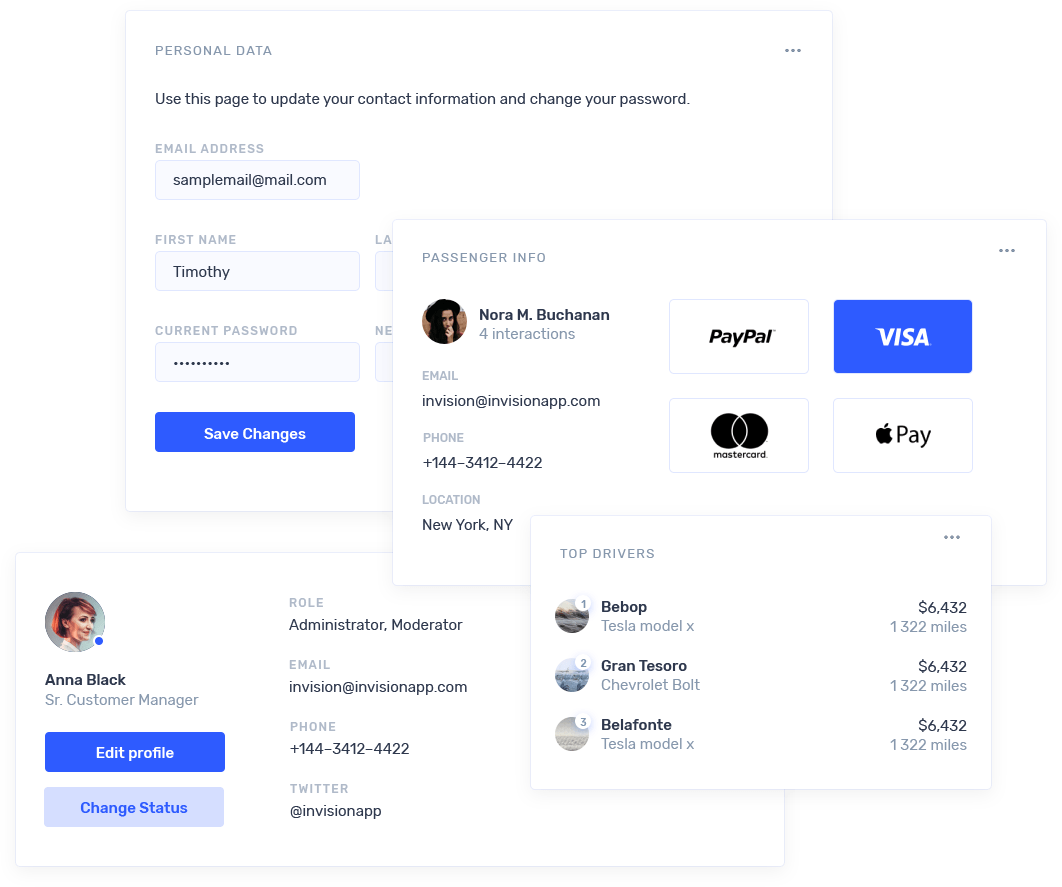 PERSONAL DATA
Use this page to update your contact information and change your password.
EMAIL ADDRESS
samplemail@mail.com
FIRST NAME
LA
Timothy
CURRENT PASSWORD
NE
••••••••••
Save Changes
PASSENGER INFO
Nora M. Buchanan
4 interactions
EMAIL
invision@invisionapp.com
PHONE
+144–3412–4422
LOCATION
New York, NY
PayPal
VISA
mastercard
Pay
TOP DRIVERS
1
Bebop
$6,432
Tesla model x
1 322 miles
2
Gran Tesoro
$6,432
Chevrolet Bolt
1 322 miles
3
Belafonte
$6,432
Tesla model x
1 322 miles
Anna Black
Sr. Customer Manager
Edit profile
Change Status
ROLE
Administrator, Moderator
EMAIL
invision@invisionapp.com
PHONE
+144–3412–4422
TWITTER
@invisionapp